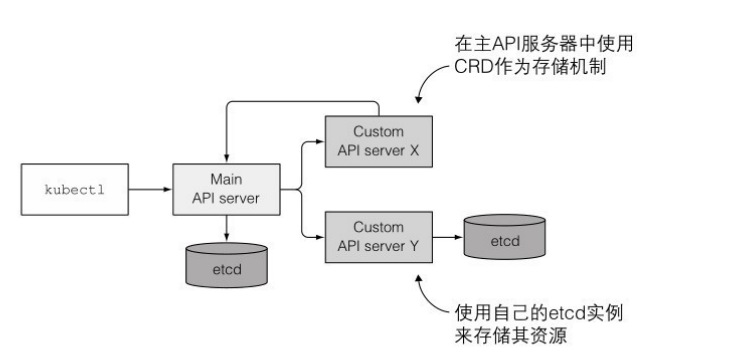 在主API服务器中使用
CRD作为存储机制
Custom
API server X
kubectl
Main
API server
Custom
API server Y
etcd
etcd
使用自己的etcd实例
来存储其资源